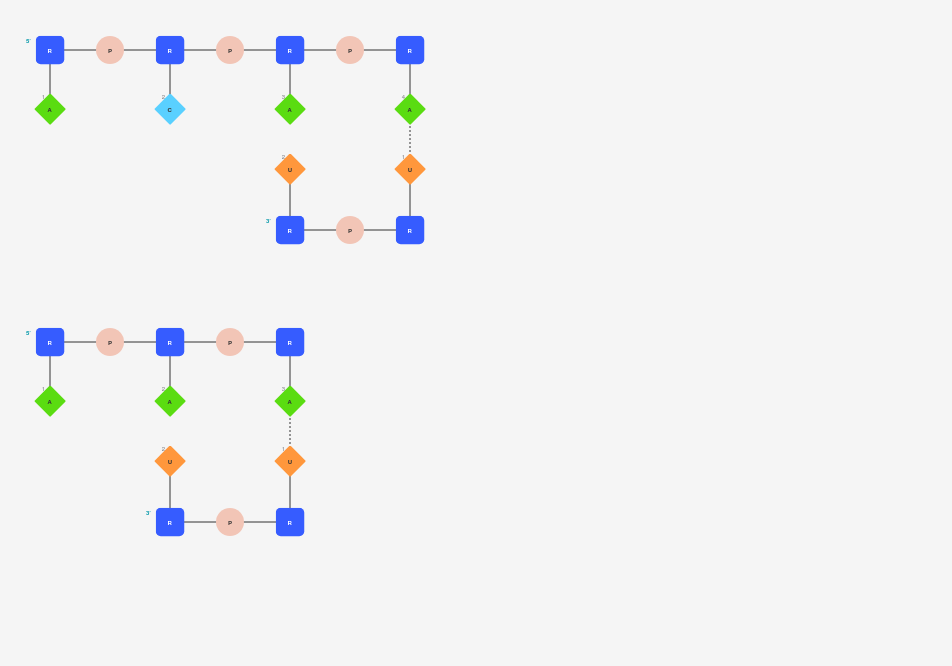 5' R P R P R P R
1 2 3 4
A C A A
2 1
U U
3' R P R
5' R P R P R
1 2 3
A A A
2 1
U U
3' R P R